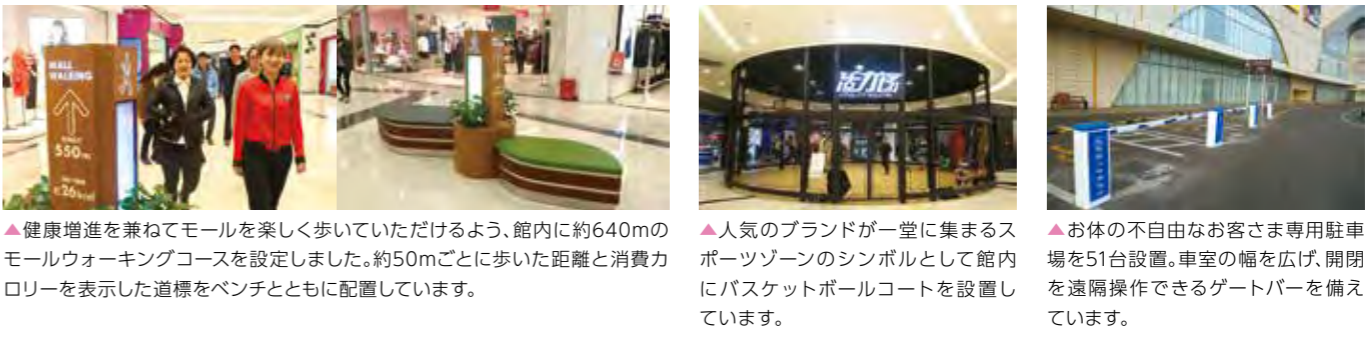 MALL
WALKING
550m
26kcal
活力场
▲健康増進を兼ねてモールを楽しく歩いていただけるよう、館内に約640mの
モールウォーキングコースを設定しました。約50mごとに歩いた距離と消費カ
ロリーを表示した道標をベンチとともに配置しています。
▲人気のブランドが一堂に集まるス
ポーツゾーンのシンボルとして館内
にバスケットボールコートを設置し
ています。
▲お体の不自由なお客さま専用駐車
場を51台設置。車室の幅を広げ、開閉
を遠隔操作できるゲートバーを備え
ています。